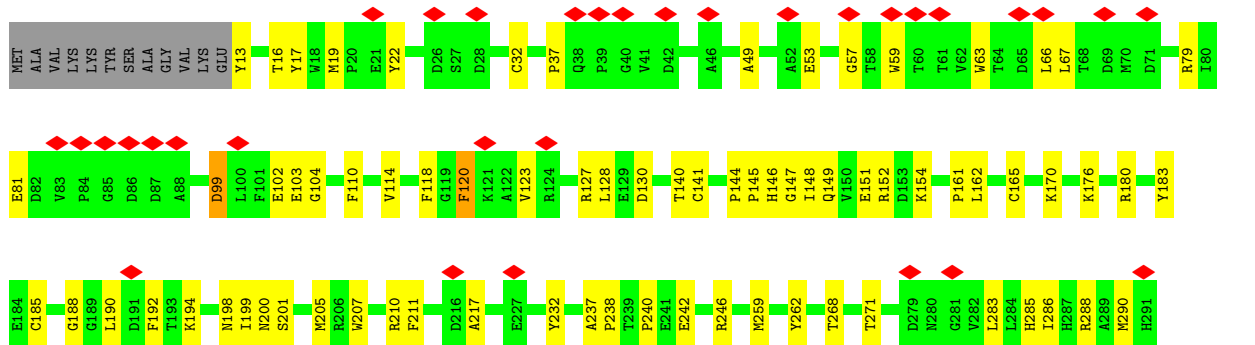 MET ALA VAL LYS LYS TYR SER ALA GLY VAL LYS GLU Y13 T16 Y17 W18 M19 P20 E21 Y22 D26 S27 D28 C32 P37 Q38 P39 G40 V41 D42 A46 A49 A52 E53 G57 T58 W59 T60 T61 V62 W63 T64 D65 L66 L67 T68 D69 M70 D71 R79 I80
E81 D82 V83 P84 G85 D86 D87 A88 D99 L100 F101 E102 E103 G104 F110 V114 F118 G119 F120 K121 A122 V123 R124 R127 L128 E129 D130 T140 C141 P144 P145 H146 G147 I148 Q149 V150 E151 R152 D153 K154 P161 L162 C165 K170 K176 R180 Y183
E184 C185 G188 G189 L190 D191 F192 T193 K194 N198 I199 N200 S201 M205 R206 W207 R210 F211 D216 A217 E227 Y232 A237 P238 T239 P240 E241 E242 R246 M259 Y262 T268 T271 D279 N280 G281 V282 L283 L284 H285 I286 H287 R288 A289 M290 H291